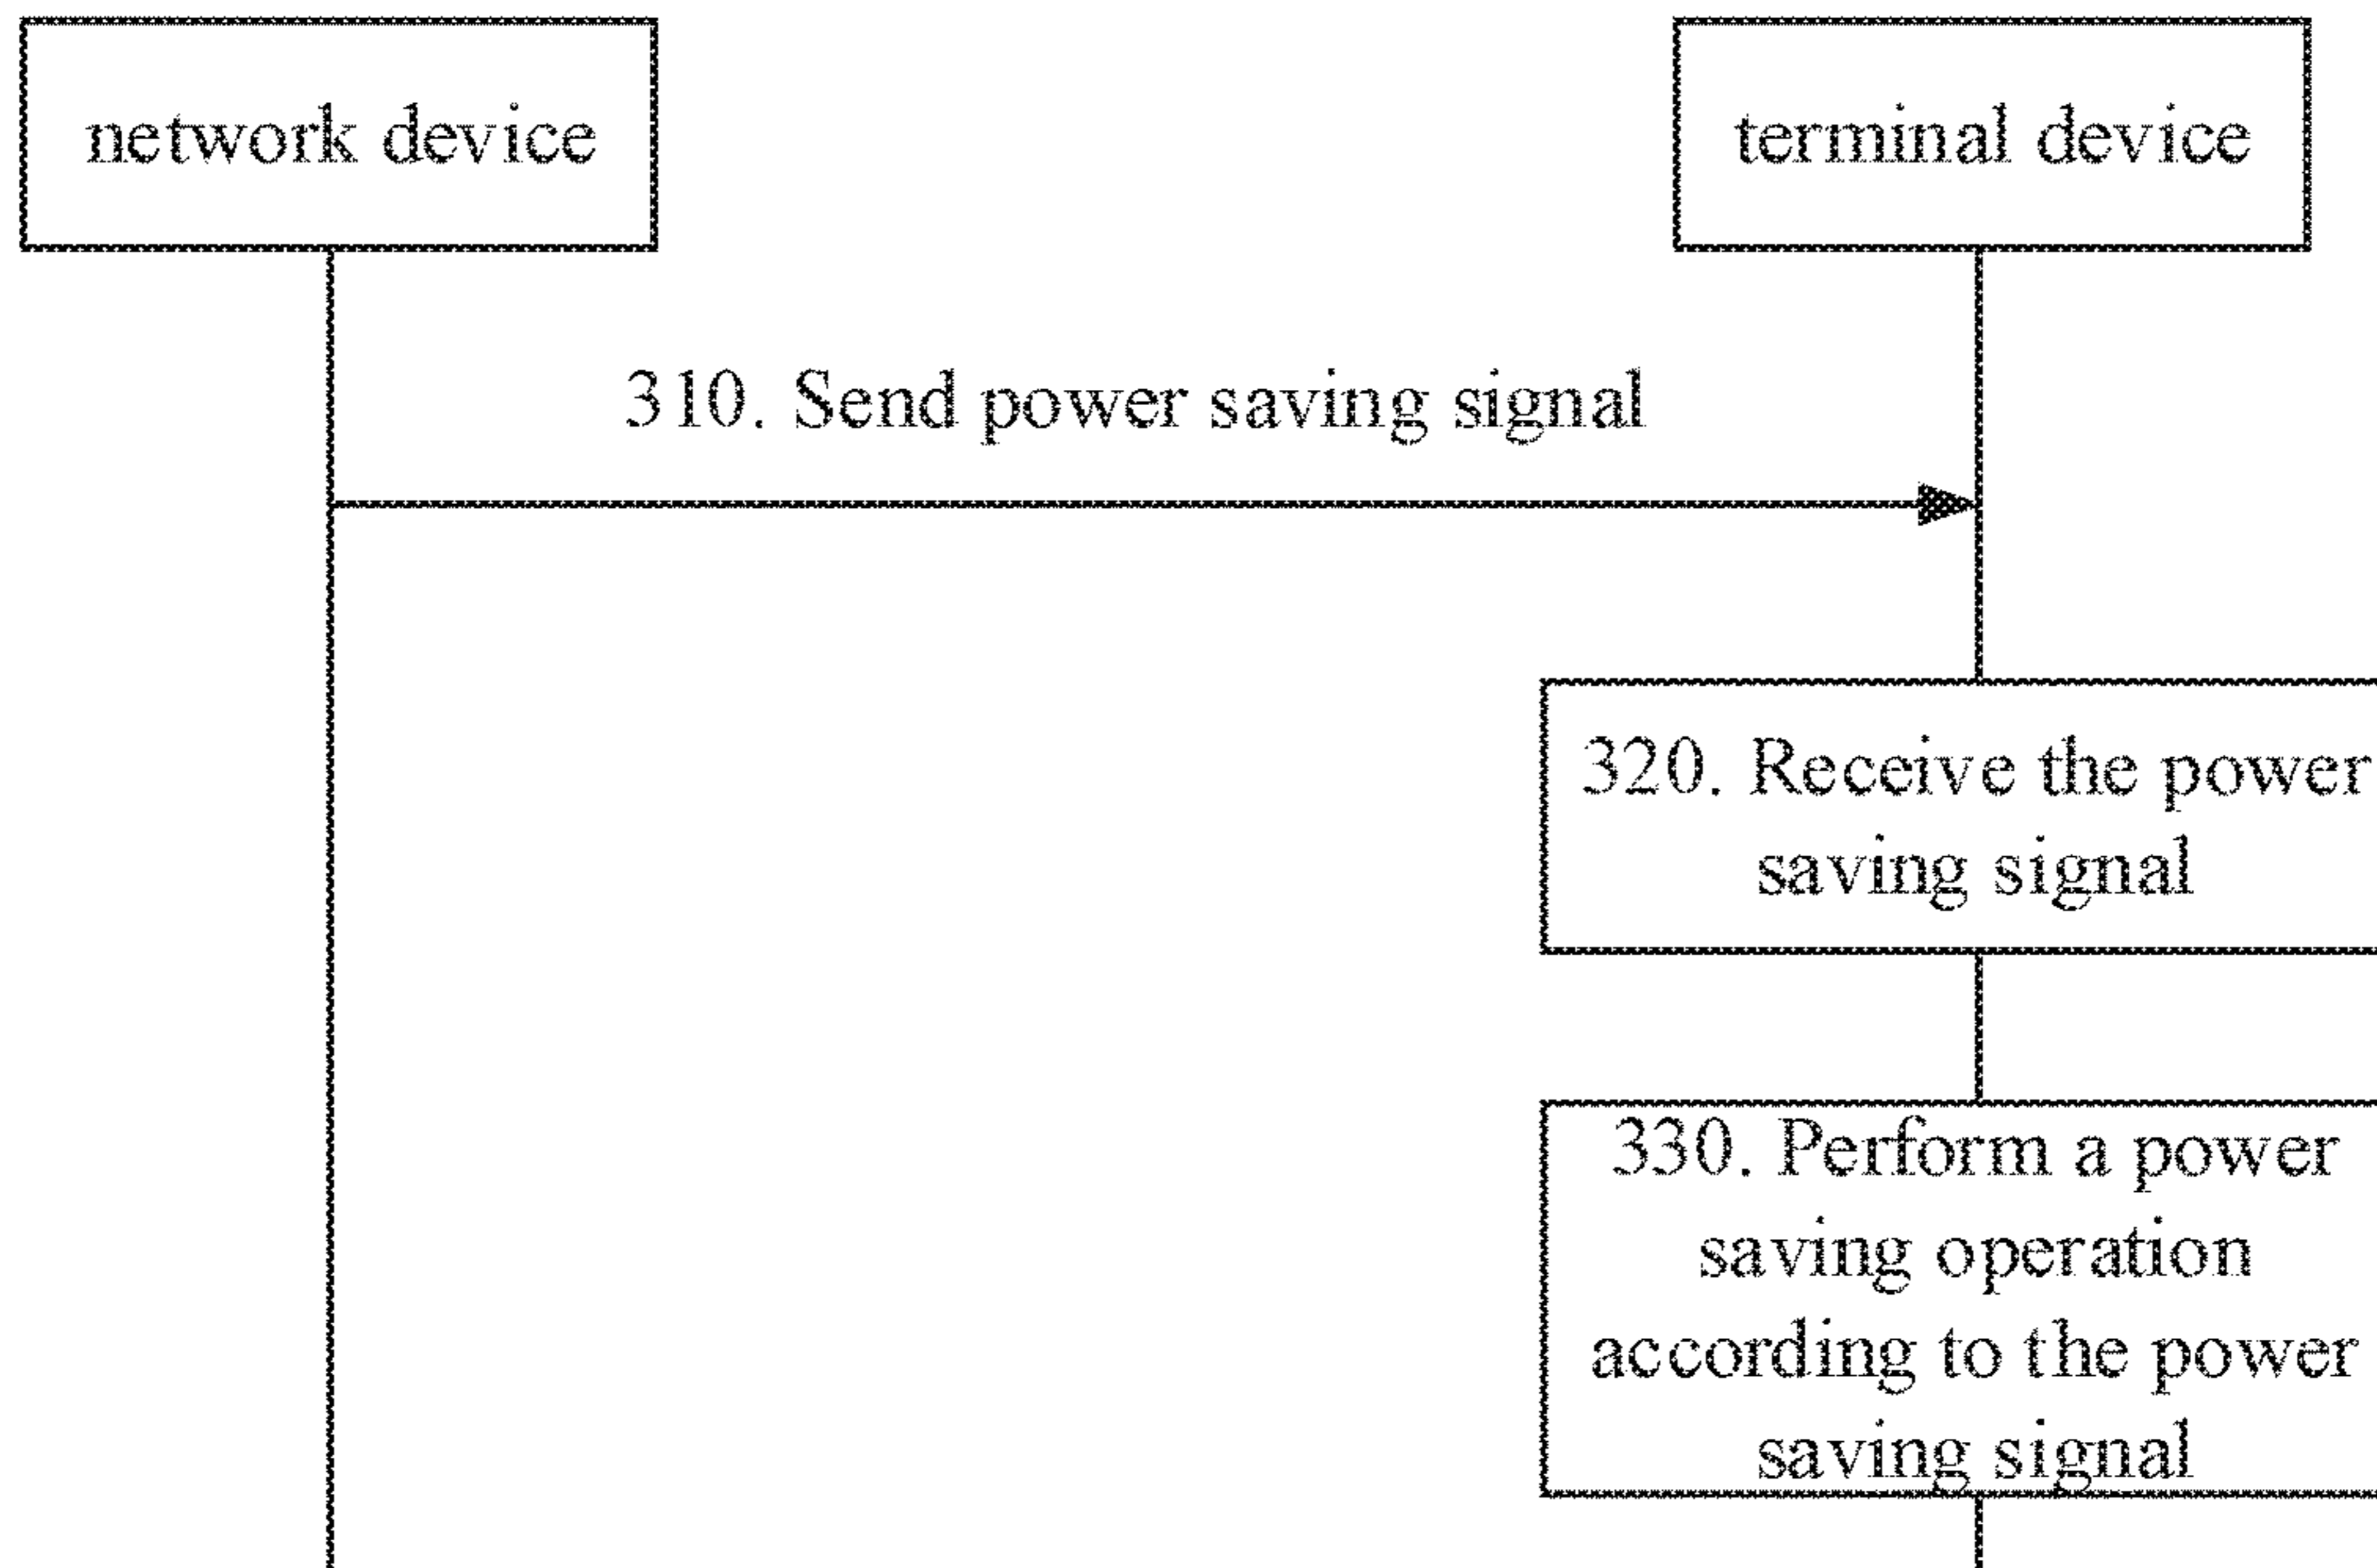 network device
terminal device
310. Send power saving signal
320. Receive the power
saving signal
330. Perform a power
saving operation
according to the power
saving signal